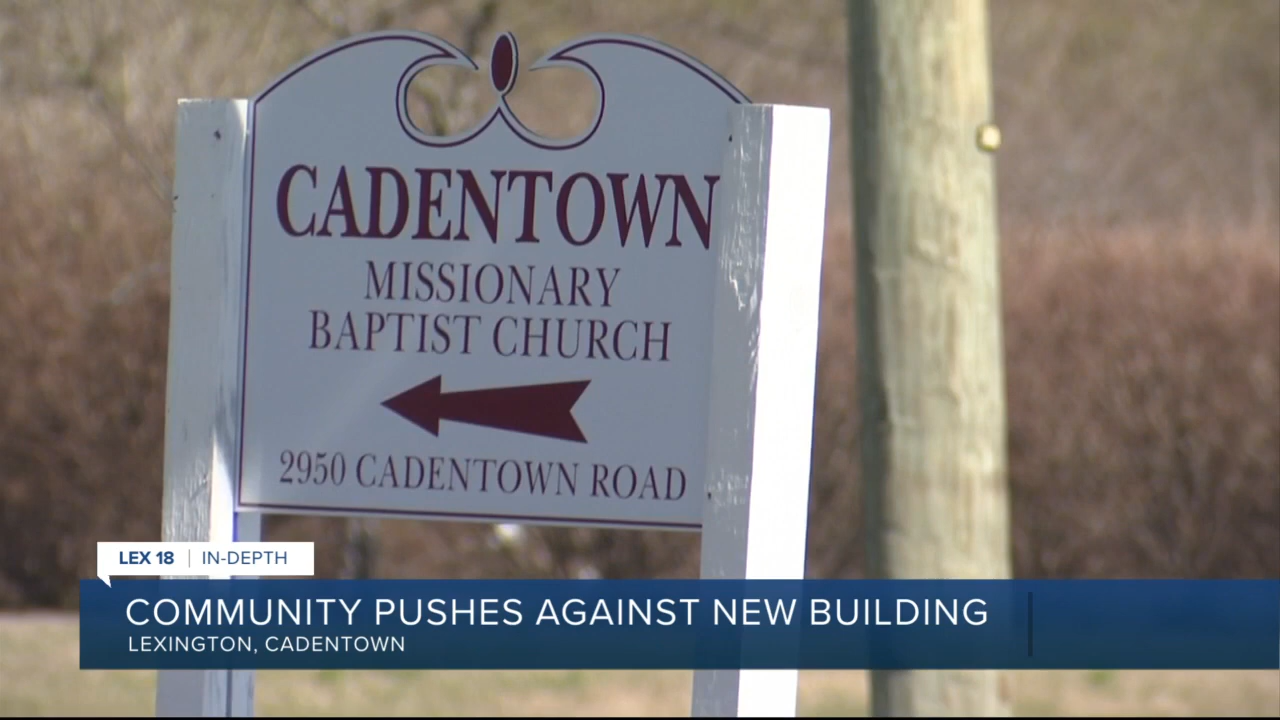 CADENTOWN
MISSIONARY
BAPTIST CHURCH
2950 CADENTOWN ROAD
LEX 18 | IN-DEPTH
COMMUNITY PUSHES AGAINST NEW BUILDING
LEXINGTON, CADENTOWN